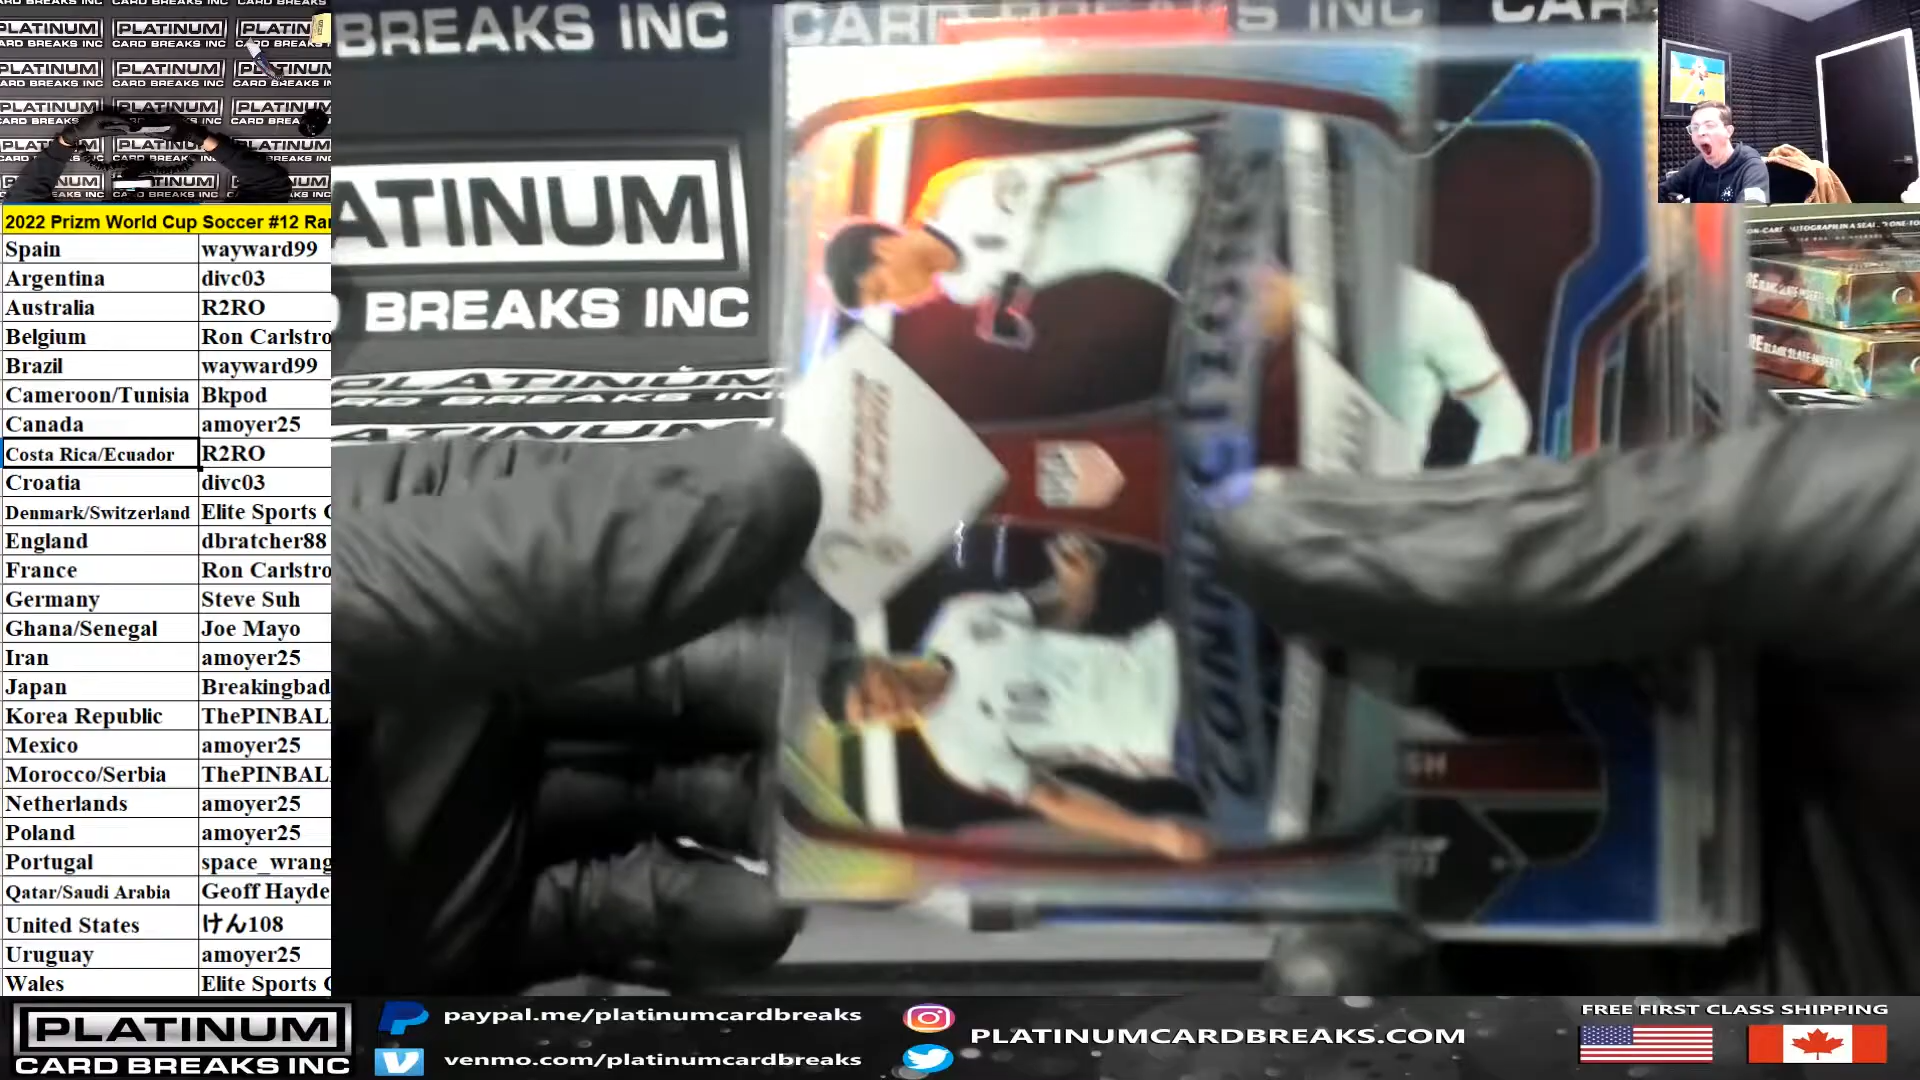 2022 Prizm World Cup Soccer #12 Ra
Spain wayward99
Argentina divc03
Australia R2RO
Belgium Ron Carlstro
Brazil wayward99
Cameroon/Tunisia Bkpod
Canada amoyer25
Costa Rica/Ecuador R2RO
Croatia divc03
Denmark/Switzerland Elite Sports
England dbratcher88
France Ron Carlstro
Germany Steve Suh
Ghana/Senegal Joe Mayo
Iran amoyer25
Japan Breakingbad
Korea Republic ThePINBAL
Mexico amoyer25
Morocco/Serbia ThePINBAL
Netherlands amoyer25
Poland amoyer25
Portugal space_wrang
Qatar/Saudi Arabia Geoff Hayde
United States けん108
Uruguay amoyer25
Wales Elite Sports
BREAKS INC
CARD BREAKS INC
ATINUM
BREAKS INC
PLATINUM
CARD BREAKS INC
paypal.me/platinumcardbreaks
venmo.com/platinumcardbreaks
PLATINUMCARDBREAKS.COM
FREE FIRST CLASS SHIPPING